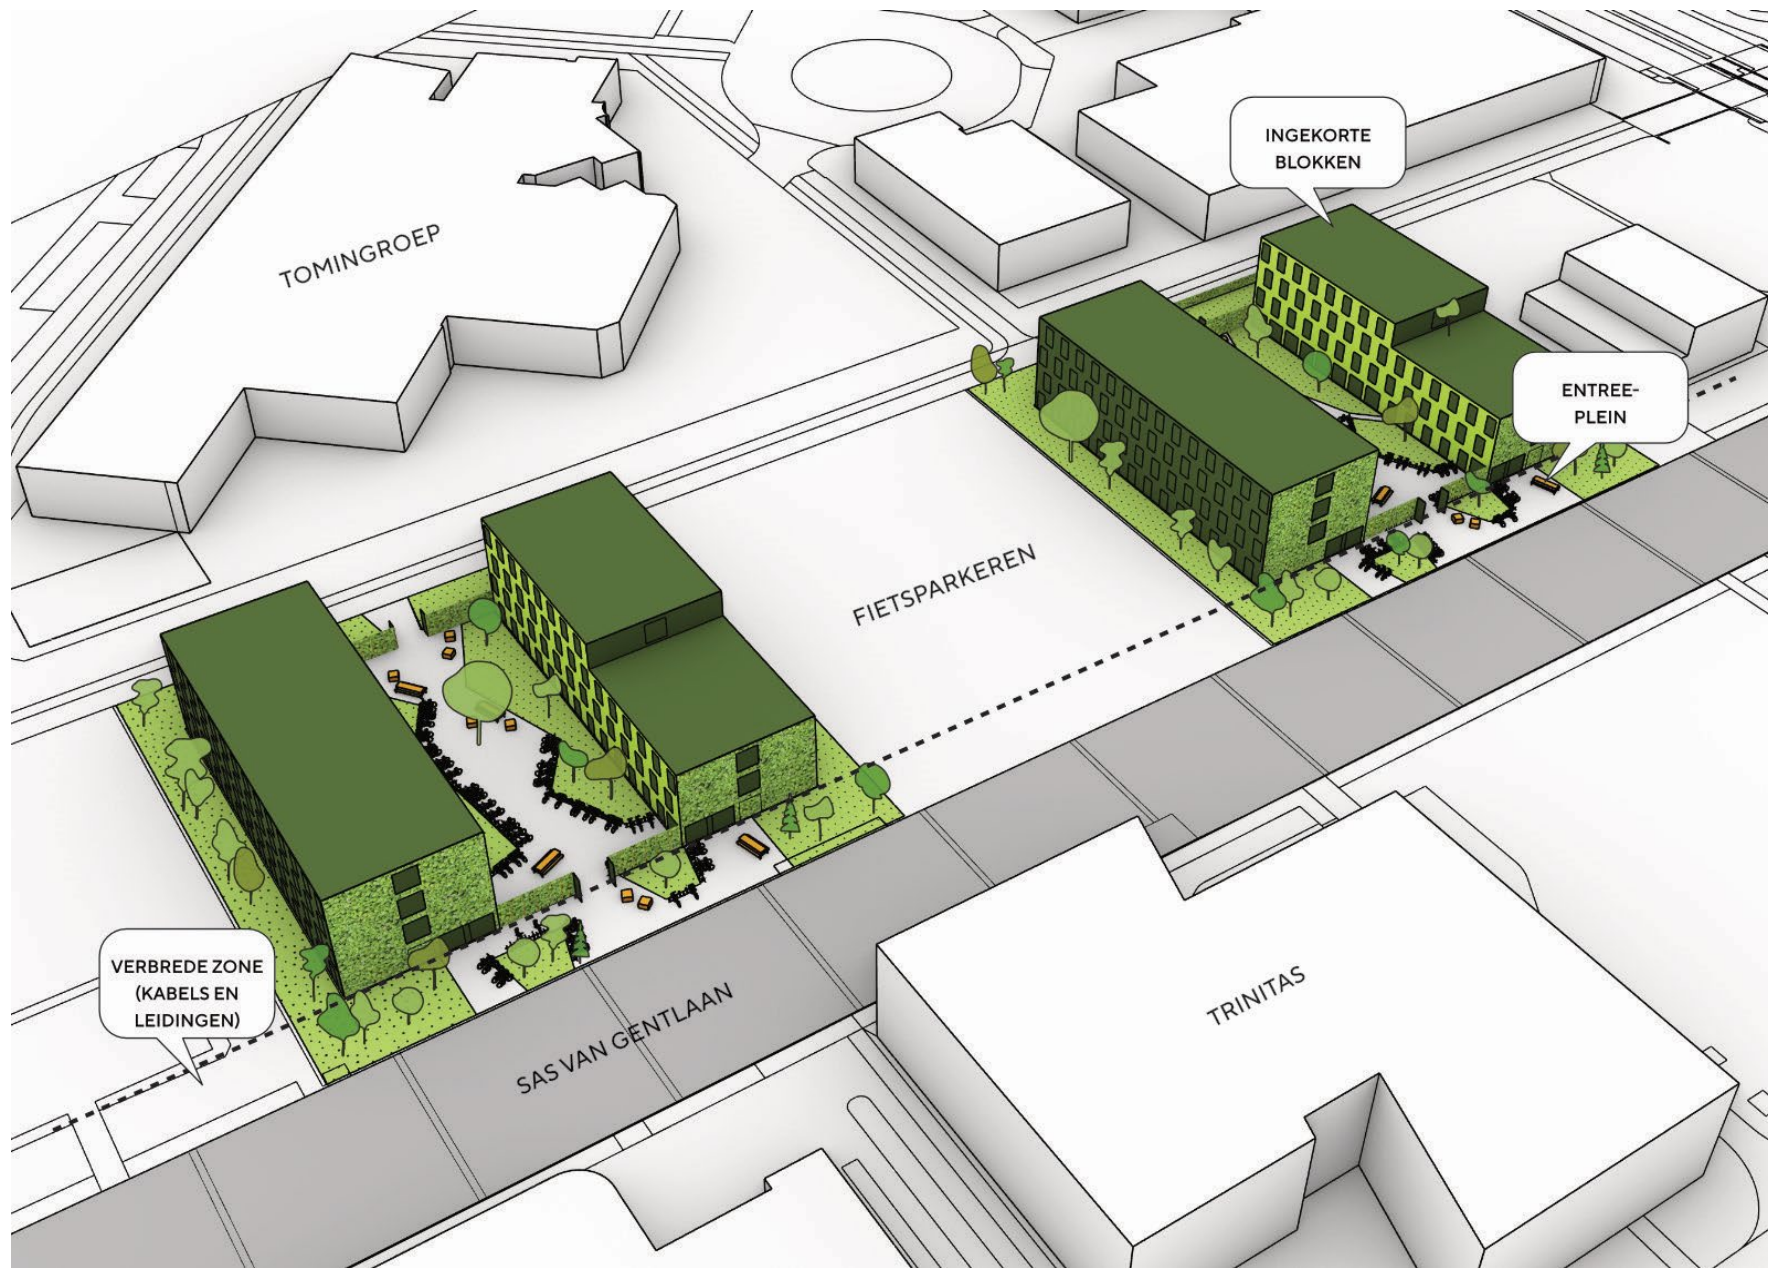 INGEKORTE
BLOKKEN
TOMINGROEP
ENTREE-
PLEIN
FIETSPARKEREN
VERBREDE ZONE
(KABELS EN
LEIDINGEN)
SAS VAN GENTLAAN
TRINITAS